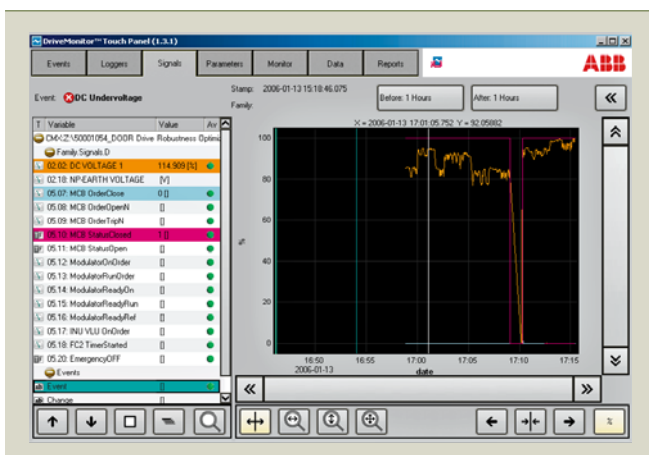 DriveMonitor™ Touch Panel (1.3.1)
Events Loggers Signals Parameters Monitor Data Reports ABB
Event: DC Undervoltage
Stamp: 2006-01-13 15:18:46.075
Family:
Before: 1 Hours
After: 1 Hours
T Variable Value Av
X = 2006-01-13 17:01:05.752 Y = 92.05882
CMX:Z:\50001054_DOOR Drive Robustness Optimi
Family.Signals.D
02.02: DC VOLTAGE 1 114.909 [%]
02.18: NP-EARTH VOLTAGE [V]
05.07: MCB OrderClose 0 []
05.08: MCB OrderOpenN []
05.09: MCB OrderTripN []
05.10: MCB StatusClosed 1 []
05.11: MCB StatusOpen []
05.12: ModulatorOnOrder []
05.13: ModulatorRunOrder []
05.14: ModulatorReadyOn []
05.15: ModulatorReadyRun []
05.16: ModulatorReadyRef []
05.17: INU VLU OnOrder []
05.18: FC2 TimerStarted []
05.20: EmergencyOFF []
Events
Event []
Change []
100
80
60
%
40
20
0
16:50 16:55 17:00 17:05 17:10 17:15
2006-01-13
date
%